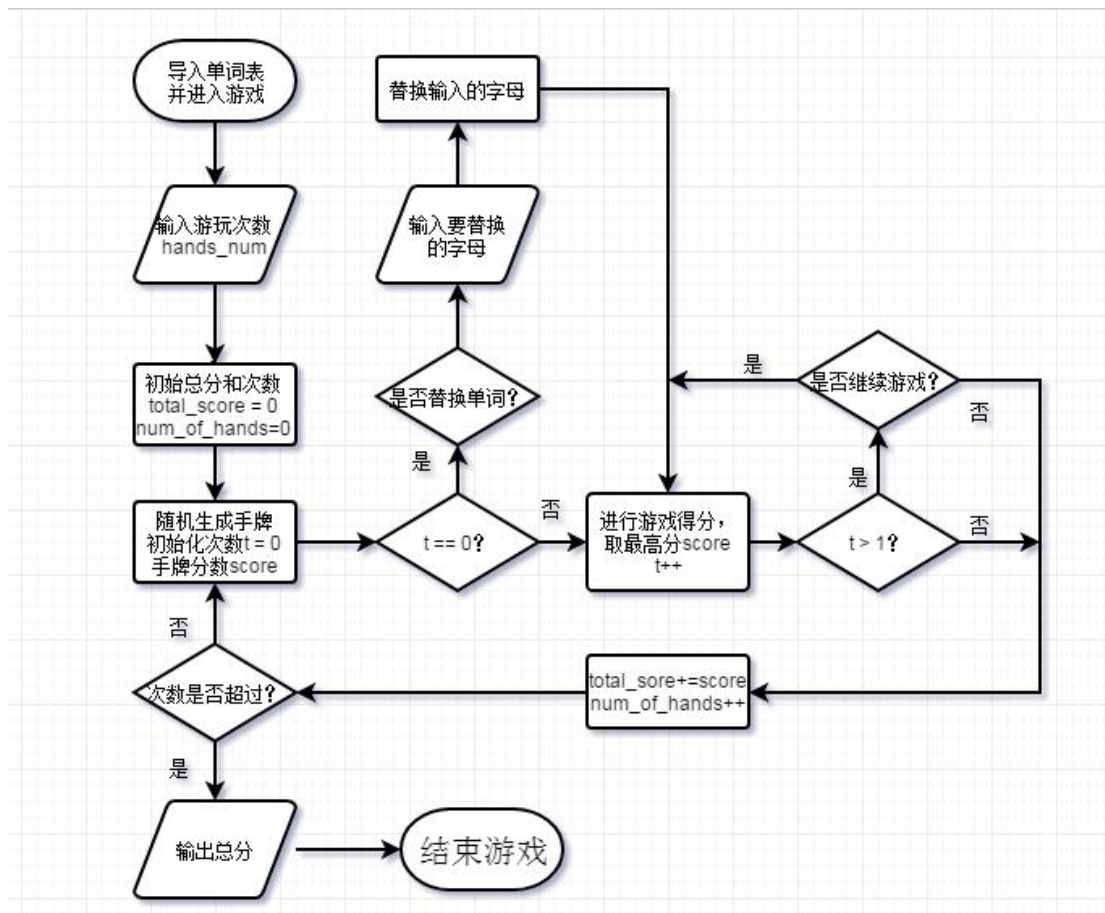 导入单词表
并进入游戏
输入游玩次数
hands_num
初始总分和次数
total_score = 0
num_of_hands=0
随机生成手牌
初始化次数t = 0
手牌分数score
t == 0?
是
否
是否替换单词?
输入要替换
的字母
替换输入的字母
进行游戏得分，
取最高分score
t++
t > 1?
是
否
是否继续游戏?
是
否
total_sore+=score
num_of_hands++
次数是否超过?
否
是
输出总分
结束游戏